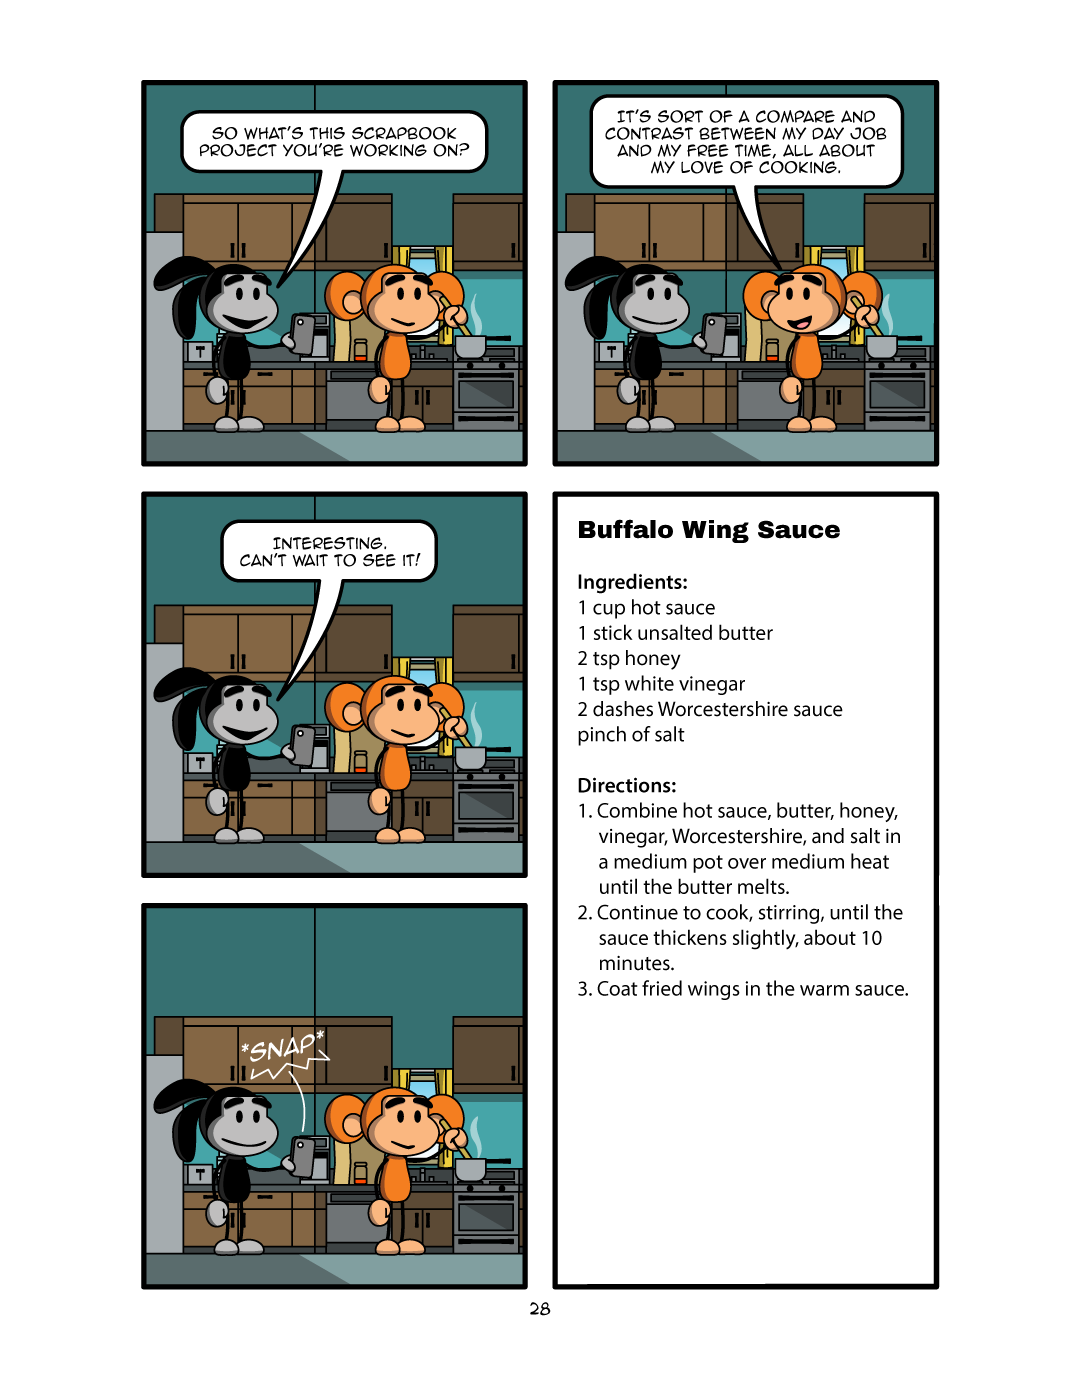 SO WHAT'S THIS SCRAPBOOK
PROJECT YOU'RE WORKING ON?
IT'S SORT OF A COMPARE AND
CONTRAST BETWEEN MY DAY JOB
AND MY FREE TIME, ALL ABOUT
MY LOVE OF COOKING.
INTERESTING.
CAN'T WAIT TO SEE IT!
*SNAP*
Buffalo Wing Sauce
Ingredients:
1 cup hot sauce
1 stick unsalted butter
2 tsp honey
1 tsp white vinegar
2 dashes Worcestershire sauce
pinch of salt
Directions:
1. Combine hot sauce, butter, honey,
vinegar, Worcestershire, and salt in
a medium pot over medium heat
until the butter melts.
2. Continue to cook, stirring, until the
sauce thickens slightly, about 10
minutes.
3. Coat fried wings in the warm sauce.
28